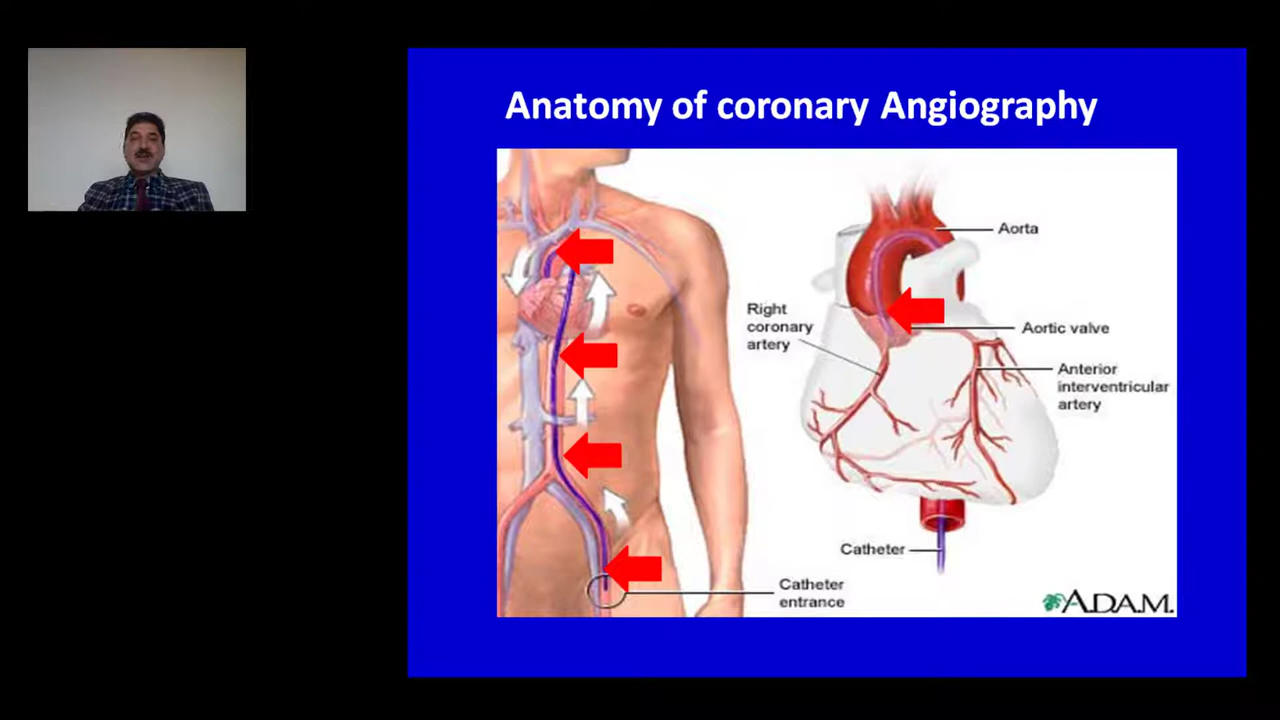 Anatomy of coronary Angiography
Aorta
Right
coronary
artery
Aortic valve
Anterior
interventricular
artery
Catheter
Catheter
entrance
A.D.A.M.